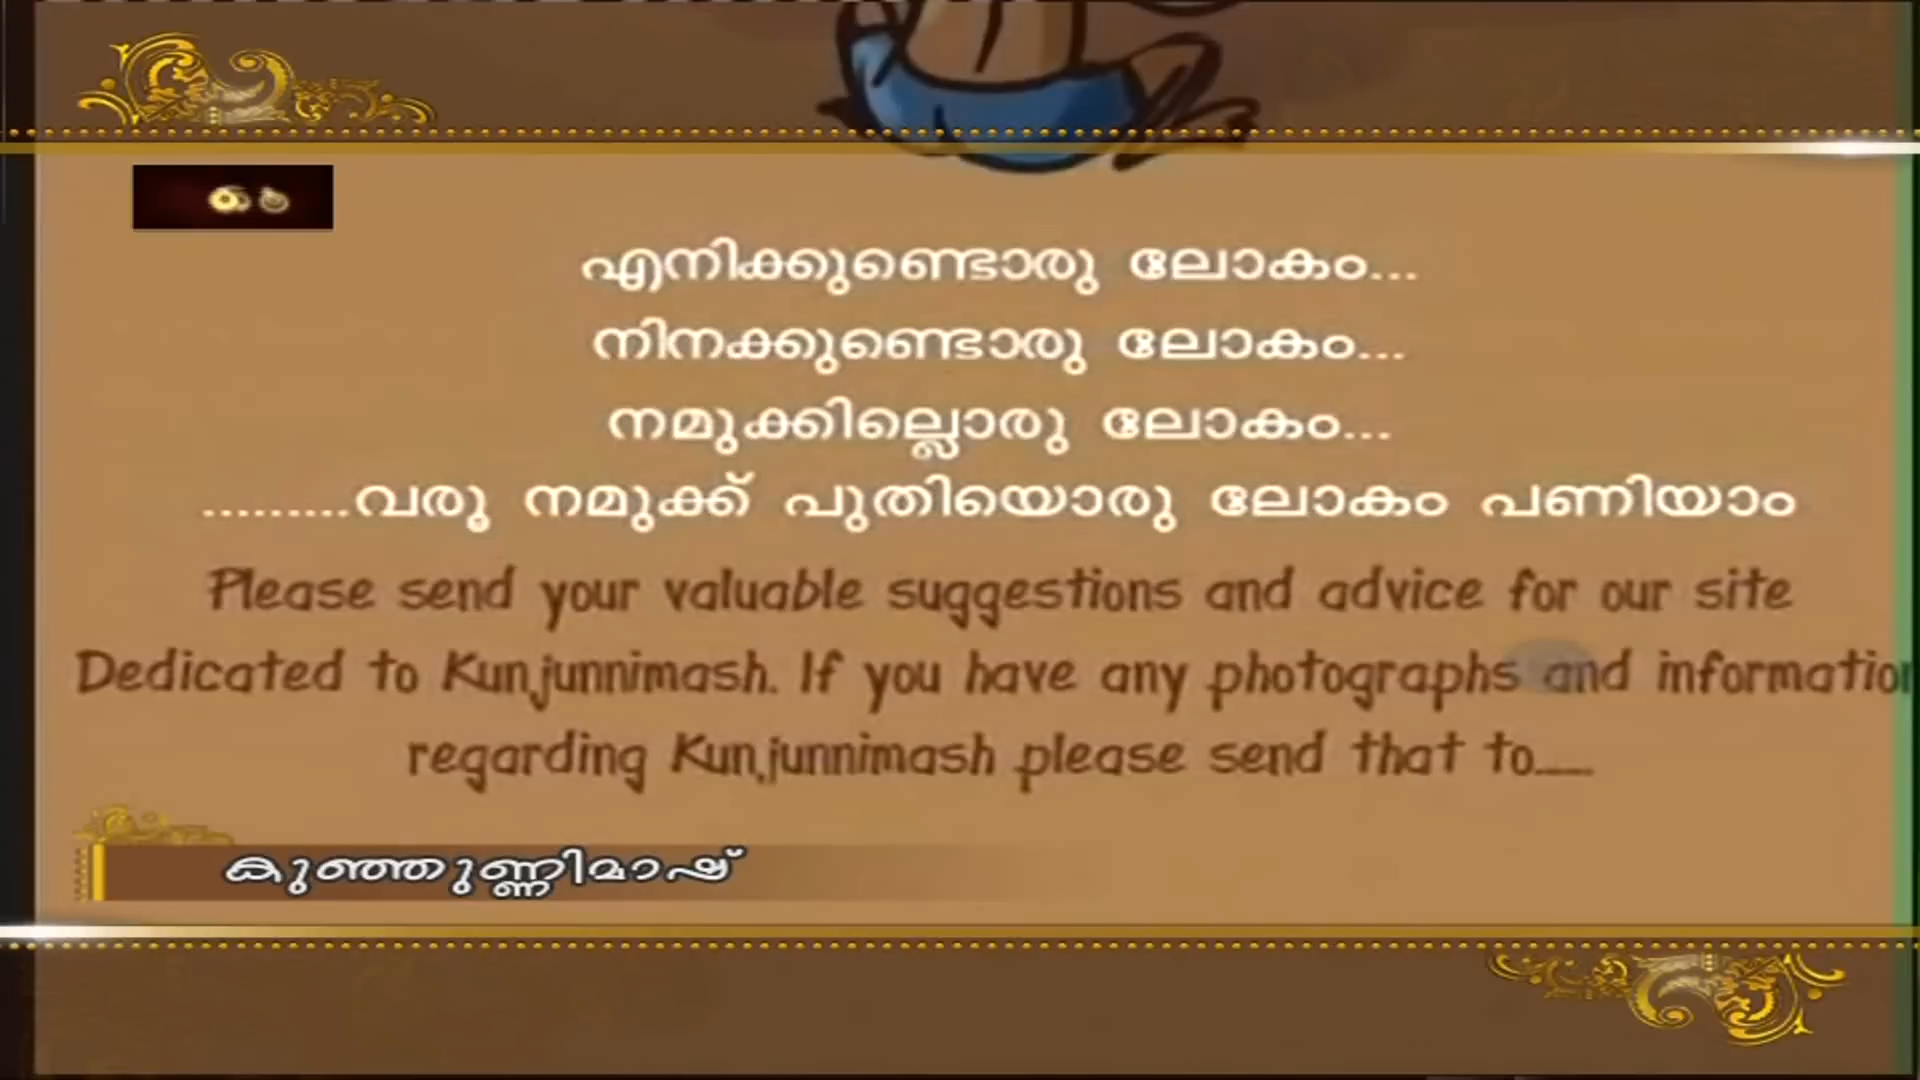 എനിക്കുണ്ടൊരു ലോകം...
നിനക്കുണ്ടൊരു ലോകം...
നമുക്കില്ലൊരു ലോകം...
.........വരൂ നമുക്ക് പുതിയൊരു ലോകം പണിയാം
Please send your valuable suggestions and advice for our site
Dedicated to Kunjunnimash. If you have any photographs and information
regarding Kunjunnimash please send that to......
കുഞ്ഞുണ്ണിമാഷ്